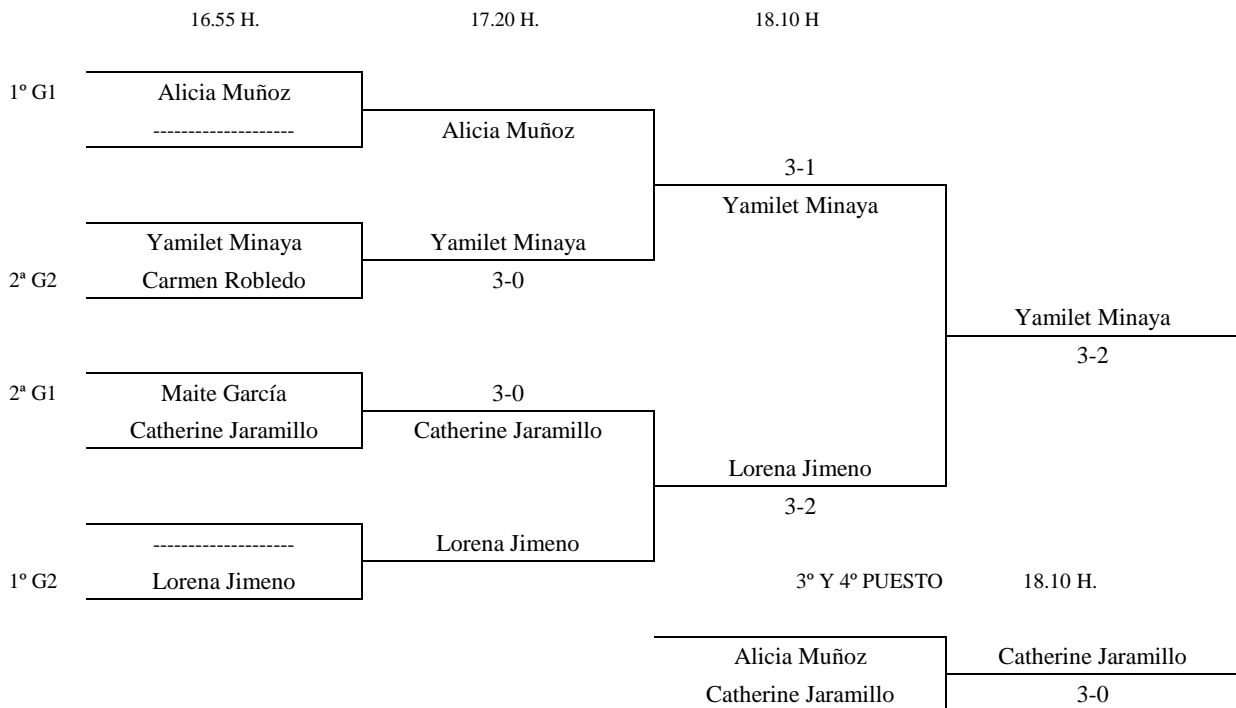 16.55 H. 17.20 H. 18.10 H
1º G1 Alicia Muñoz
-------------------- Alicia Muñoz
3-1
Yamilet Minaya
Yamilet Minaya Yamilet Minaya
2ª G2 Carmen Robledo 3-0
Yamilet Minaya
3-2
2ª G1 Maite García 3-0
Catherine Jaramillo Catherine Jaramillo
Lorena Jimeno
3-2
-------------------- Lorena Jimeno
1º G2 Lorena Jimeno 3º Y 4º PUESTO 18.10 H.
Alicia Muñoz Catherine Jaramillo
Catherine Jaramillo 3-0